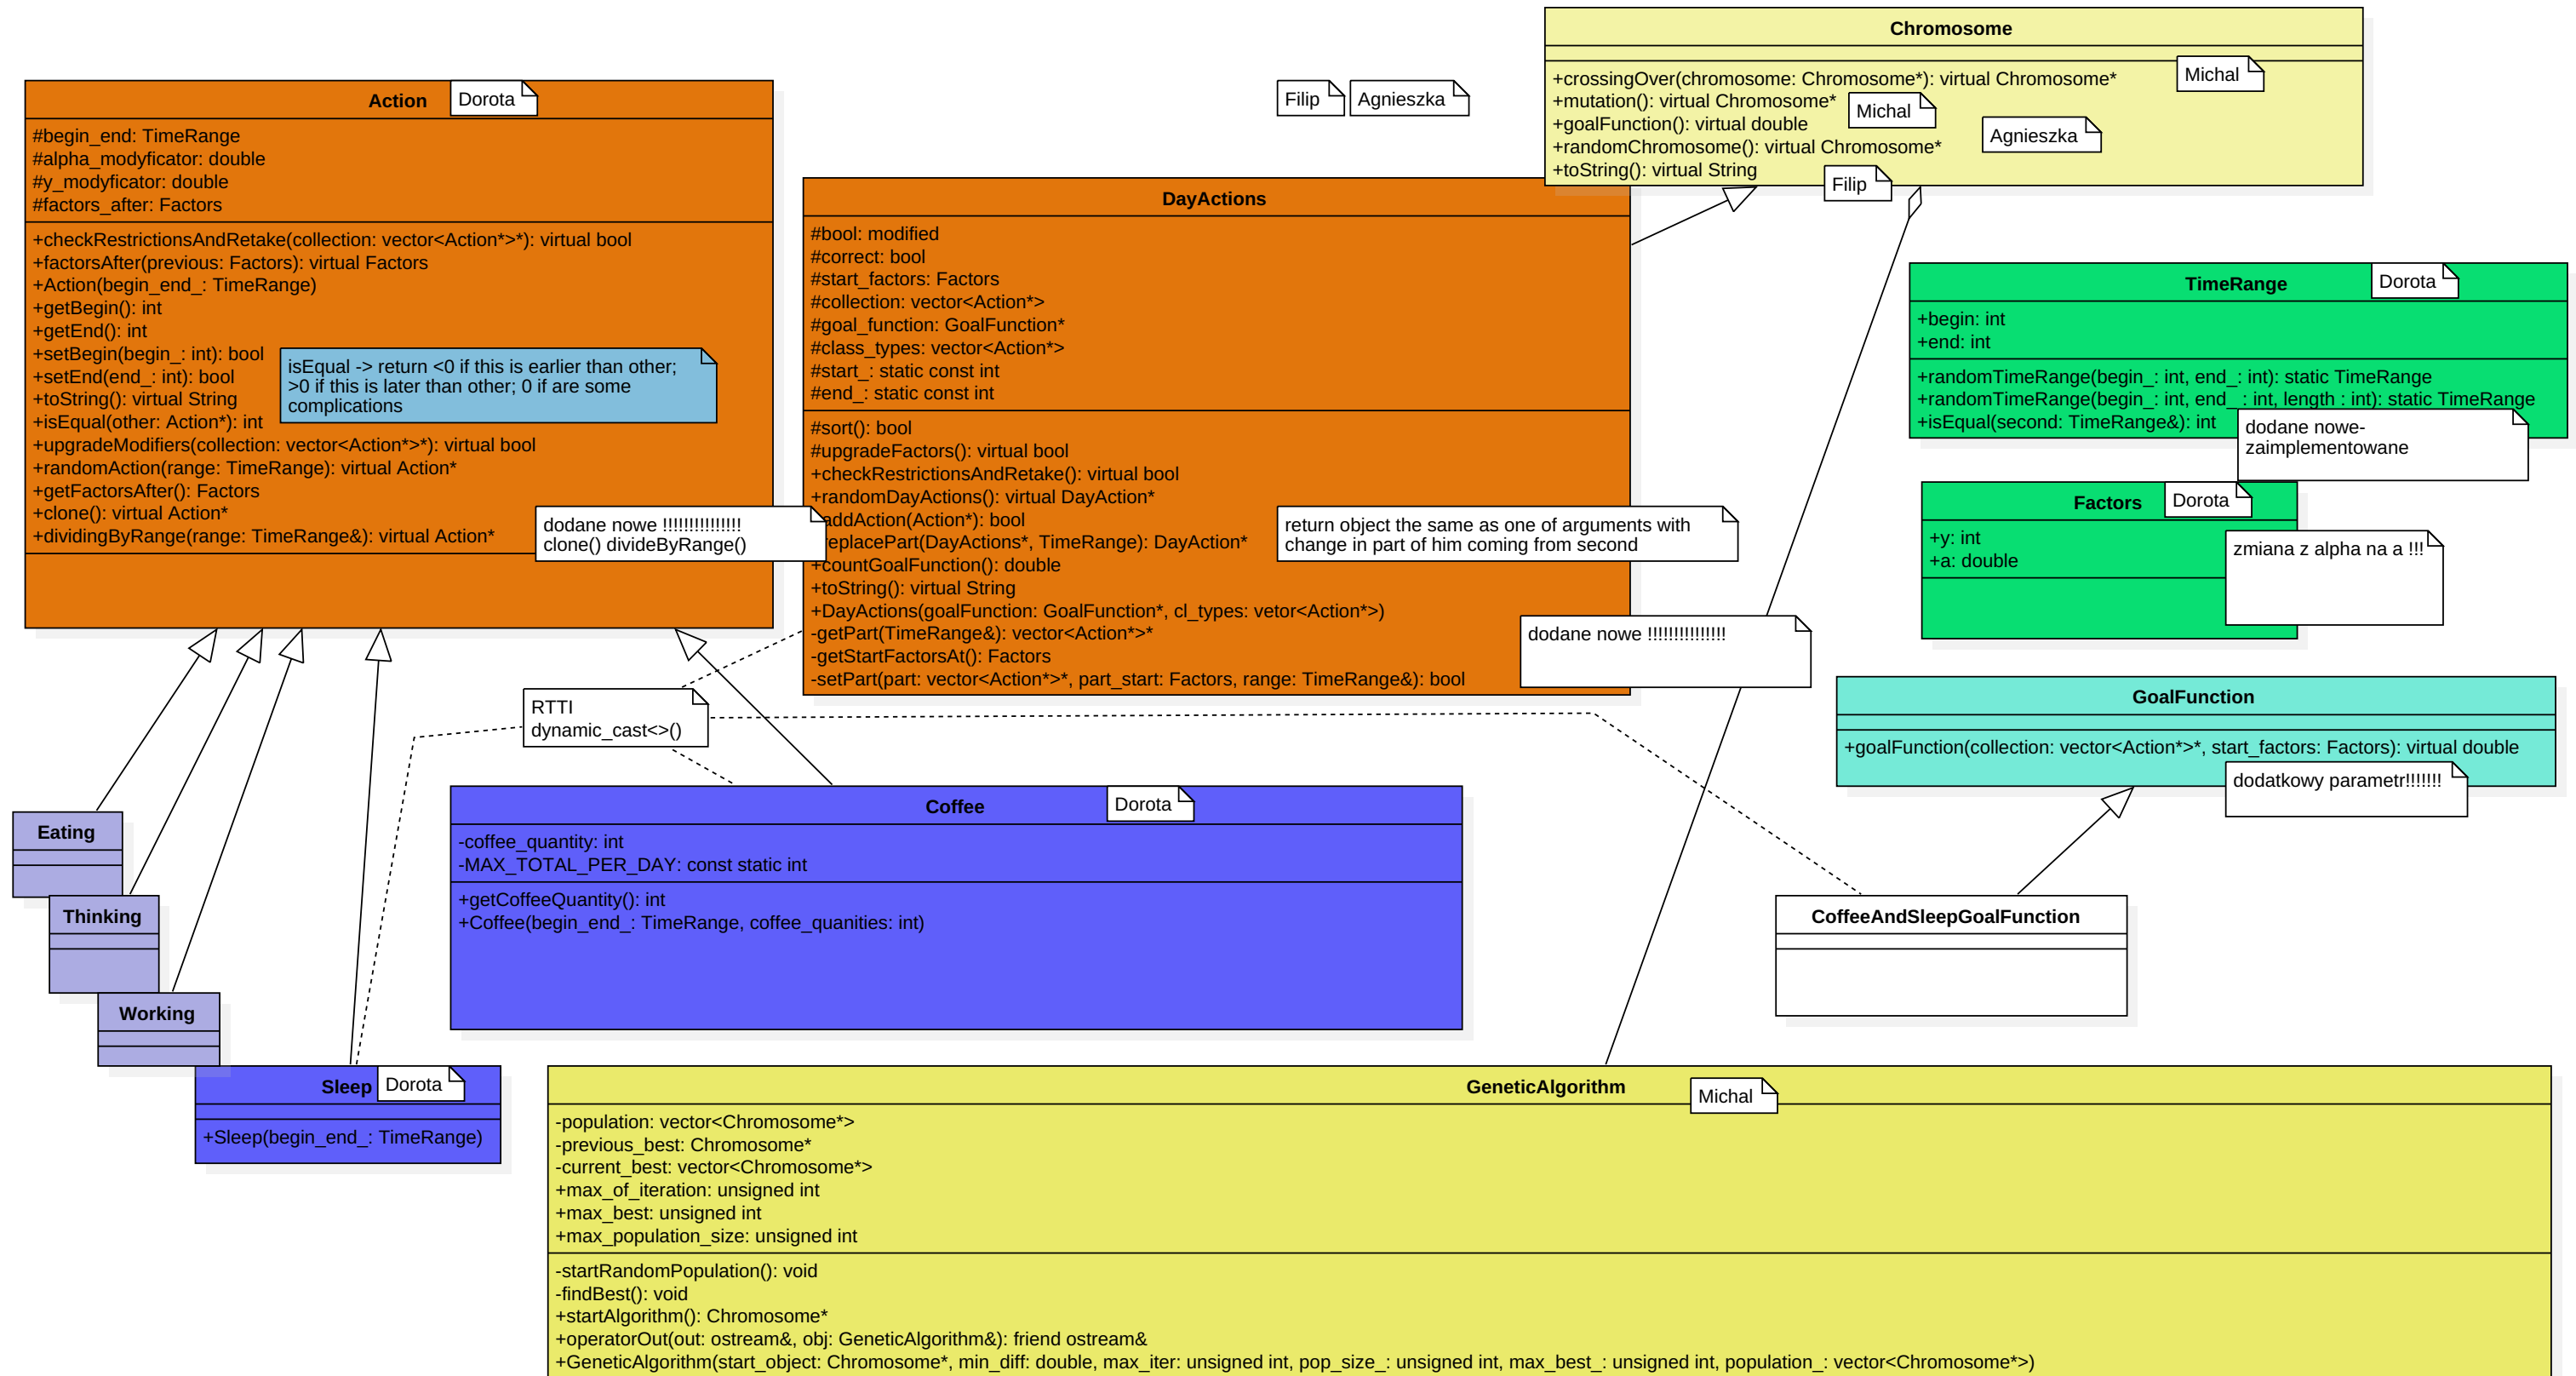 Chromosome
+crossingOver(chromosome: Chromosome*): virtual Chromosome*
+mutation(): virtual Chromosome*
+goalFunction(): virtual double
+randomChromosome(): virtual Chromosome*
+toString(): virtual String
Michal
Michal
Agnieszka
Filip
Filip
Agnieszka
Action
Dorota
#begin_end: TimeRange
#alpha_modyficator: double
#y_modyficator: double
#factors_after: Factors
+checkRestrictionsAndRetake(collection: vector<Action*>*): virtual bool
+factorsAfter(previous: Factors): virtual Factors
+Action(begin_end_: TimeRange)
+getBegin(): int
+getEnd(): int
+setBegin(begin_: int): bool
+setEnd(end_: int): bool
+toString(): virtual String
+isEqual(other: Action*): int
+upgradeModifiers(collection: vector<Action*>*): virtual bool
+randomAction(range: TimeRange): virtual Action*
+getFactorsAfter(): Factors
+clone(): virtual Action*
+dividingByRange(range: TimeRange&): virtual Action*
isEqual -> return <0 if this is earlier than other;
>0 if this is later than other; 0 if are some
complications
dodane nowe !!!!!!!!!!!!!!!
clone() divideByRange()
DayActions
#bool: modified
#correct: bool
#start_factors: Factors
#collection: vector<Action*>
#goal_function: GoalFunction*
#class_types: vector<Action*>
#start_: static const int
#end_: static const int
#sort(): bool
#upgradeFactors(): virtual bool
+checkRestrictionsAndRetake(): virtual bool
+randomDayActions(): virtual DayAction*
addAction(Action*): bool
replacePart(DayActions*, TimeRange): DayAction*
+countGoalFunction(): double
+toString(): virtual String
+DayActions(goalFunction: GoalFunction*, cl_types: vetor<Action*>)
-getPart(TimeRange&): vector<Action*>*
-getStartFactorsAt(): Factors
-setPart(part: vector<Action*>*, part_start: Factors, range: TimeRange&): bool
return object the same as one of arguments with
change in part of him coming from second
dodane nowe !!!!!!!!!!!!!!!
TimeRange
Dorota
+begin: int
+end: int
+randomTimeRange(begin_: int, end_: int): static TimeRange
+randomTimeRange(begin_: int, end_ : int, length : int): static TimeRange
+isEqual(second: TimeRange&): int
dodane nowe-
zaimplementowane
Factors
Dorota
+y: int
+a: double
zmiana z alpha na a !!!
GoalFunction
+goalFunction(collection: vector<Action*>*, start_factors: Factors): virtual double
dodatkowy parametr!!!!!!!
RTTI
dynamic_cast<>()
Coffee
Dorota
-coffee_quantity: int
-MAX_TOTAL_PER_DAY: const static int
+getCoffeeQuantity(): int
+Coffee(begin_end_: TimeRange, coffee_quanities: int)
CoffeeAndSleepGoalFunction
Eating
Thinking
Working
Sleep
Dorota
+Sleep(begin_end_: TimeRange)
GeneticAlgorithm
Michal
-population: vector<Chromosome*>
-previous_best: Chromosome*
-current_best: vector<Chromosome*>
+max_of_iteration: unsigned int
+max_best: unsigned int
+max_population_size: unsigned int
-startRandomPopulation(): void
-findBest(): void
+startAlgorithm(): Chromosome*
+operatorOut(out: ostream&, obj: GeneticAlgorithm&): friend ostream&
+GeneticAlgorithm(start_object: Chromosome*, min_diff: double, max_iter: unsigned int, pop_size_: unsigned int, max_best_: unsigned int, population_: vector<Chromosome*>)